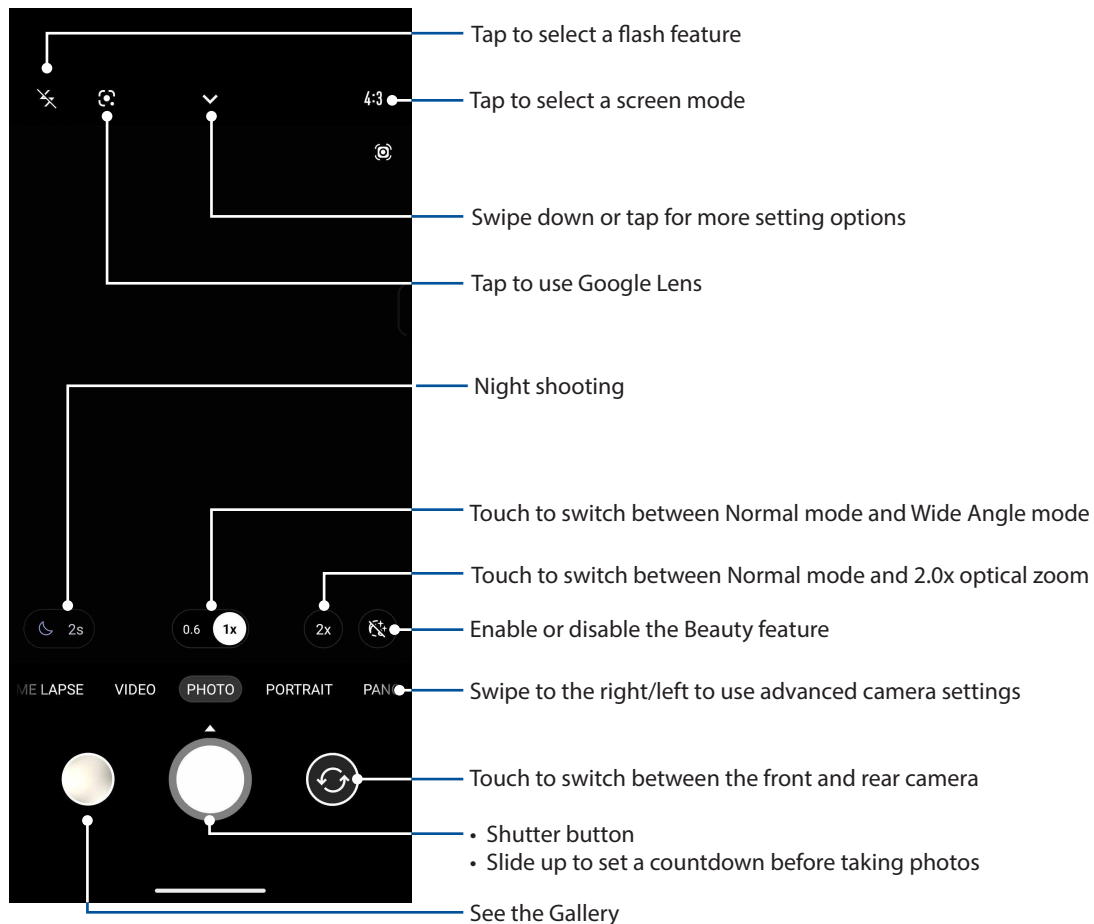 Tap to select a flash feature
4:3
Tap to select a screen mode
Swipe down or tap for more setting options
Tap to use Google Lens
Night shooting
Touch to switch between Normal mode and Wide Angle mode
Touch to switch between Normal mode and 2.0x optical zoom
2s
0.6 1x
2x
Enable or disable the Beauty feature
ME LAPSE VIDEO PHOTO PORTRAIT PANO
Swipe to the right/left to use advanced camera settings
Touch to switch between the front and rear camera
• Shutter button
• Slide up to set a countdown before taking photos
See the Gallery